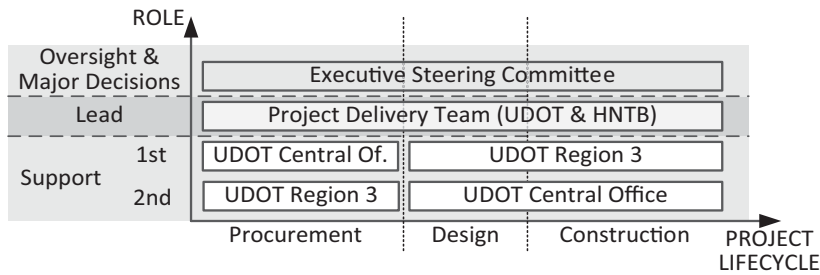 ROLE
Oversight &
Major Decisions
Executive Steering Committee
Lead
Project Delivery Team (UDOT & HNTB)
Support
1st
UDOT Central Of.
UDOT Region 3
2nd
UDOT Region 3
UDOT Central Office
Procurement
Design
Construction
PROJECT
LIFECYCLE